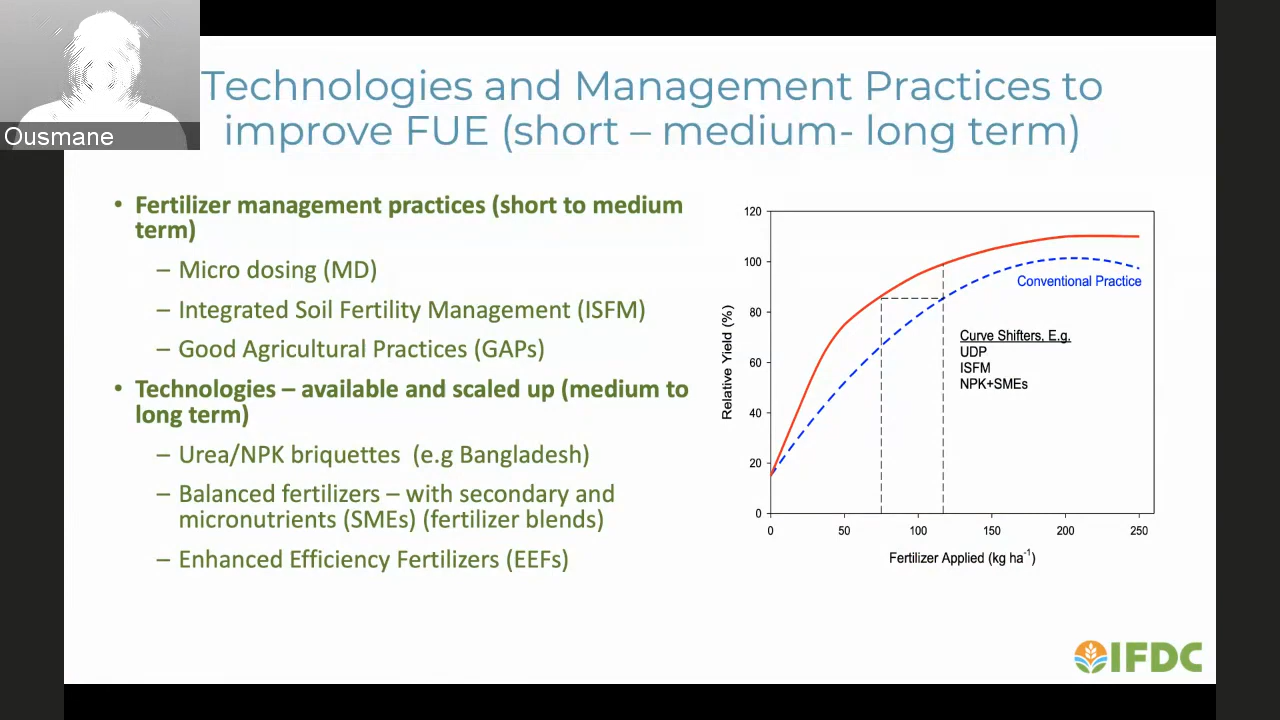 Ousmane
Technologies and Management Practices to
improve FUE (short – medium- long term)
• Fertilizer management practices (short to medium
term)
– Micro dosing (MD)
– Integrated Soil Fertility Management (ISFM)
– Good Agricultural Practices (GAPs)
• Technologies – available and scaled up (medium to
long term)
– Urea/NPK briquettes (e.g Bangladesh)
– Balanced fertilizers – with secondary and
micronutrients (SMEs) (fertilizer blends)
– Enhanced Efficiency Fertilizers (EEFs)
120
100
80
60
40
20
0
Relative Yield (%)
Conventional Practice
Curve Shifters, E.g.
UDP
ISFM
NPK+SMEs
0 50 100 150 200 250
Fertilizer Applied (kg ha⁻¹)
IFDC